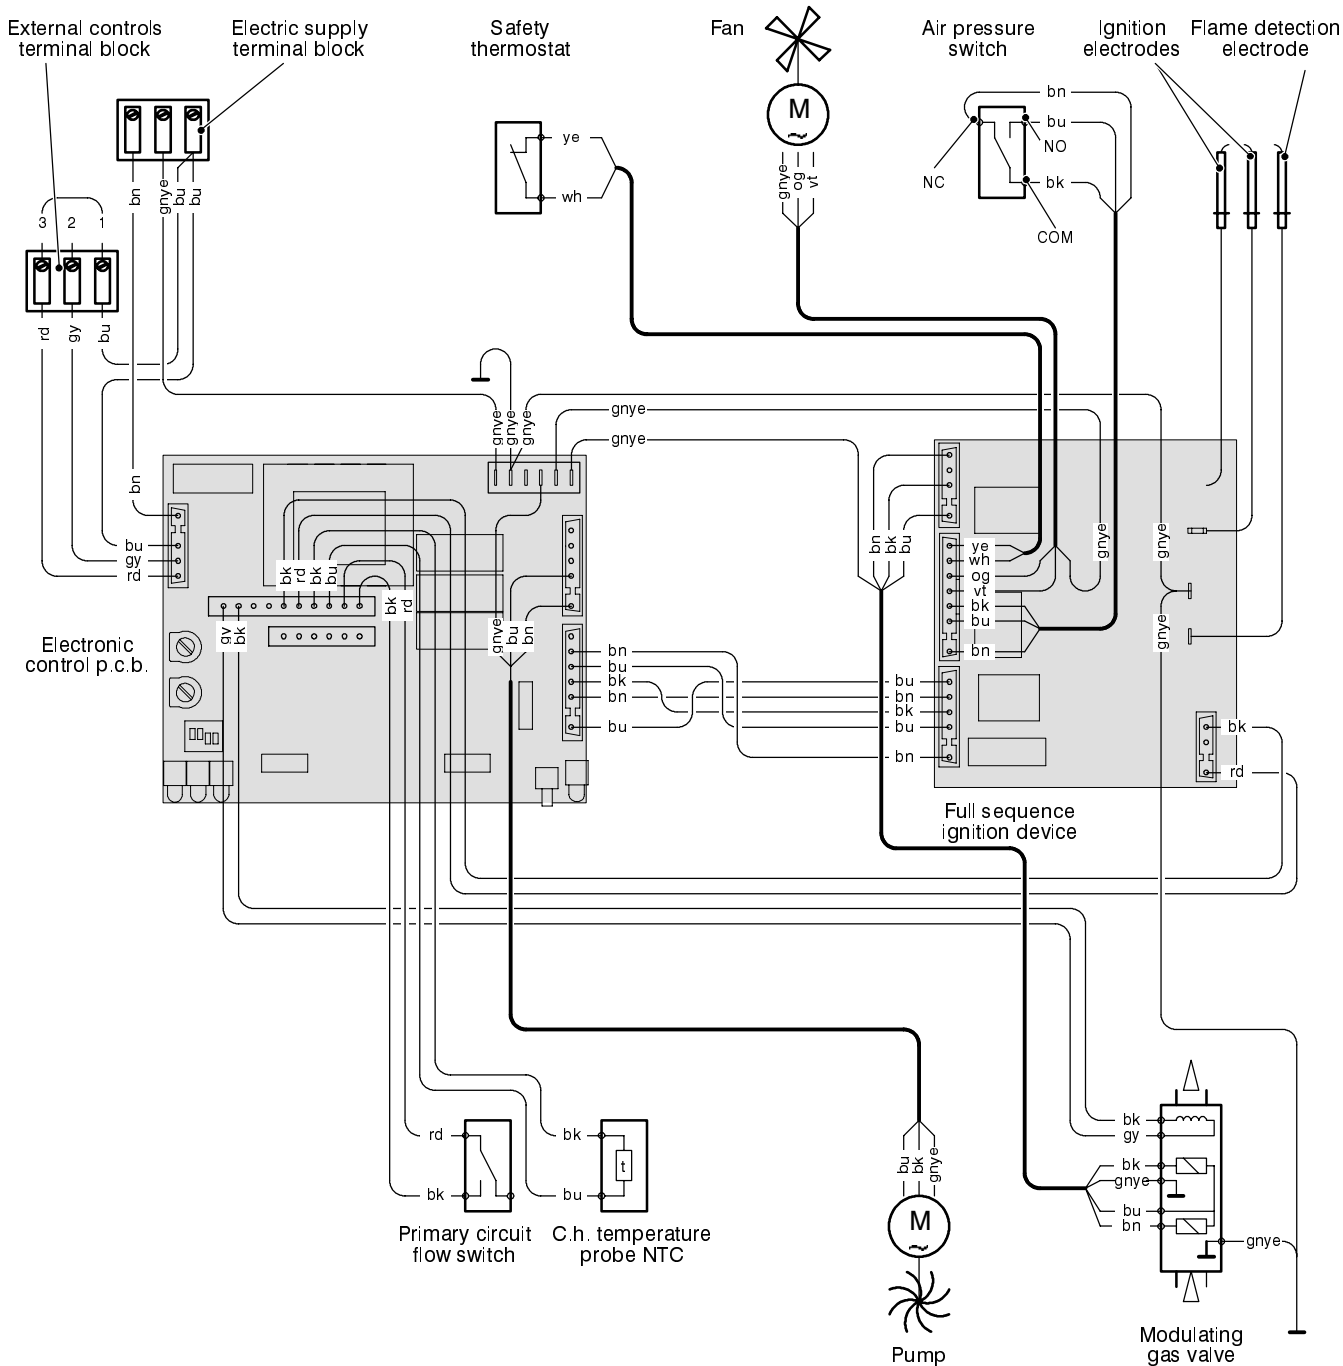 External controls
terminal block
Electric supply
terminal block
Safety
thermostat
Fan
Air pressure
switch
Ignition
electrodes
Flame detection
electrode
M
~
ye
wh
gnye
og
vt
bn
bu
NO
bk
NC
COM
bn
gnye
bu
bu
3
2
1
rd
gy
bu
gnye
gnye
gnye
gnye
gnye
bn
bu
gy
rd
bk
rd
bk
bu
bk
rd
gy
bk
gnye
bu
bn
bn
bk
bu
ye
wh
og
vt
bk
bu
bn
gnye
gnye
gnye
Electronic
control p.c.b.
bn
bu
bk
bn
bu
bu
bn
bk
bu
bn
bk
rd
Full sequence
ignition device
rd
bk
bk
t
bu
Primary circuit
flow switch
C.h. temperature
probe NTC
bu
bk
gnye
M
~
Pump
bk
gy
bk
gnye
bu
bn
gnye
Modulating
gas valve